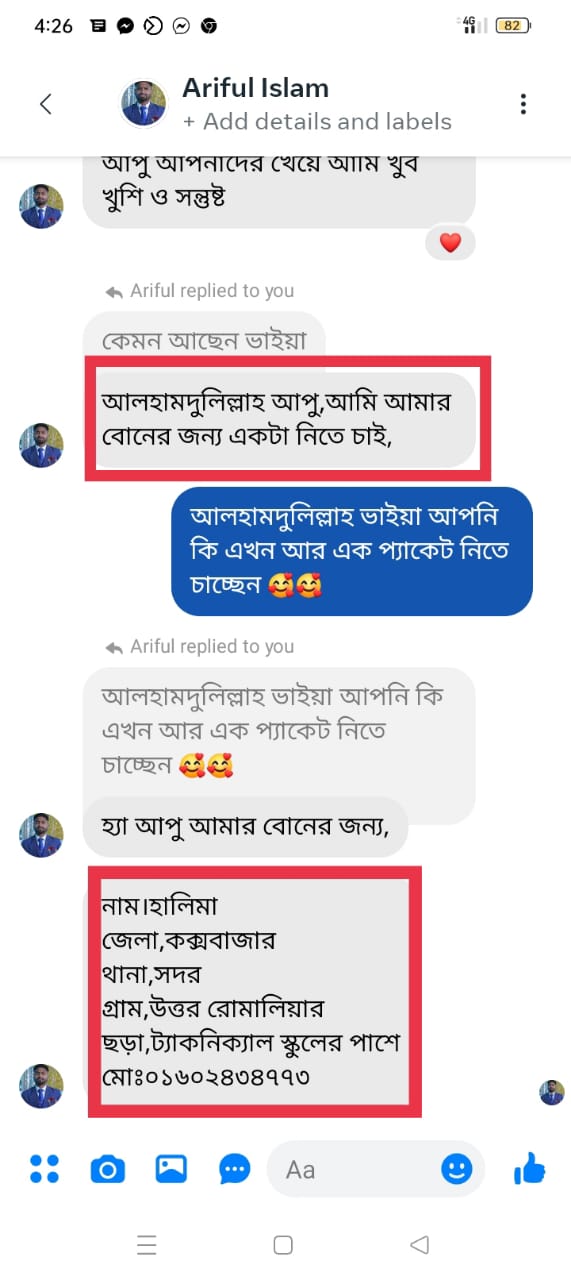 4:26
4G
82
Ariful Islam
+ Add details and labels
আপু আপনাদের খেয়ে আমি খুব
খুশি ও সন্তুষ্ট
Ariful replied to you
কেমন আছেন ভাইয়া
আলহামদুলিল্লাহ আপু,আমি আমার
বোনের জন্য একটা নিতে চাই,
আলহামদুলিল্লাহ ভাইয়া আপনি
কি এখন আর এক প্যাকেট নিতে
চাচ্ছেন 🥰🥰
Ariful replied to you
আলহামদুলিল্লাহ ভাইয়া আপনি কি
এখন আর এক প্যাকেট নিতে
চাচ্ছেন 🥰🥰
হ্যা আপু আমার বোনের জন্য,
নাম।হালিমা
জেলা,কক্সবাজার
থানা,সদর
গ্রাম,উত্তর রোমালিয়ার
ছড়া,ট্যাকনিক্যাল স্কুলের পাশে
মোঃ০১৬০২৪৩৪৭৭৩
Aa